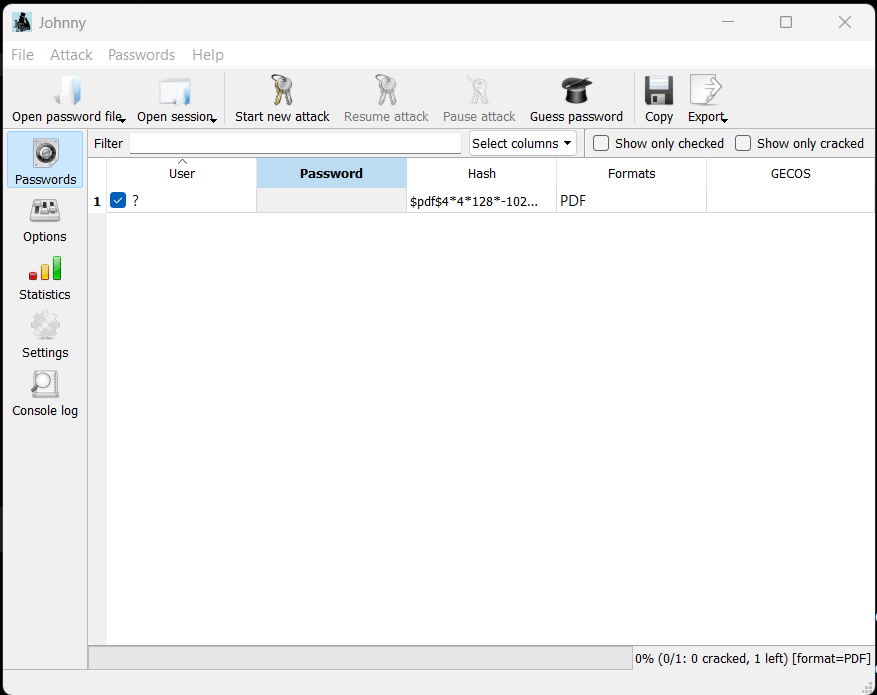 Johnny
File Attack Passwords Help
Open password file Open session Start new attack Resume attack Pause attack Guess password Copy Export
Passwords
Filter Select columns Show only checked Show only cracked
User Password Hash Formats GECOS
1 ? $pdf$4*4*128*-102... PDF
Options
Statistics
Settings
Console log
0% (0/1: 0 cracked, 1 left) [format=PDF]